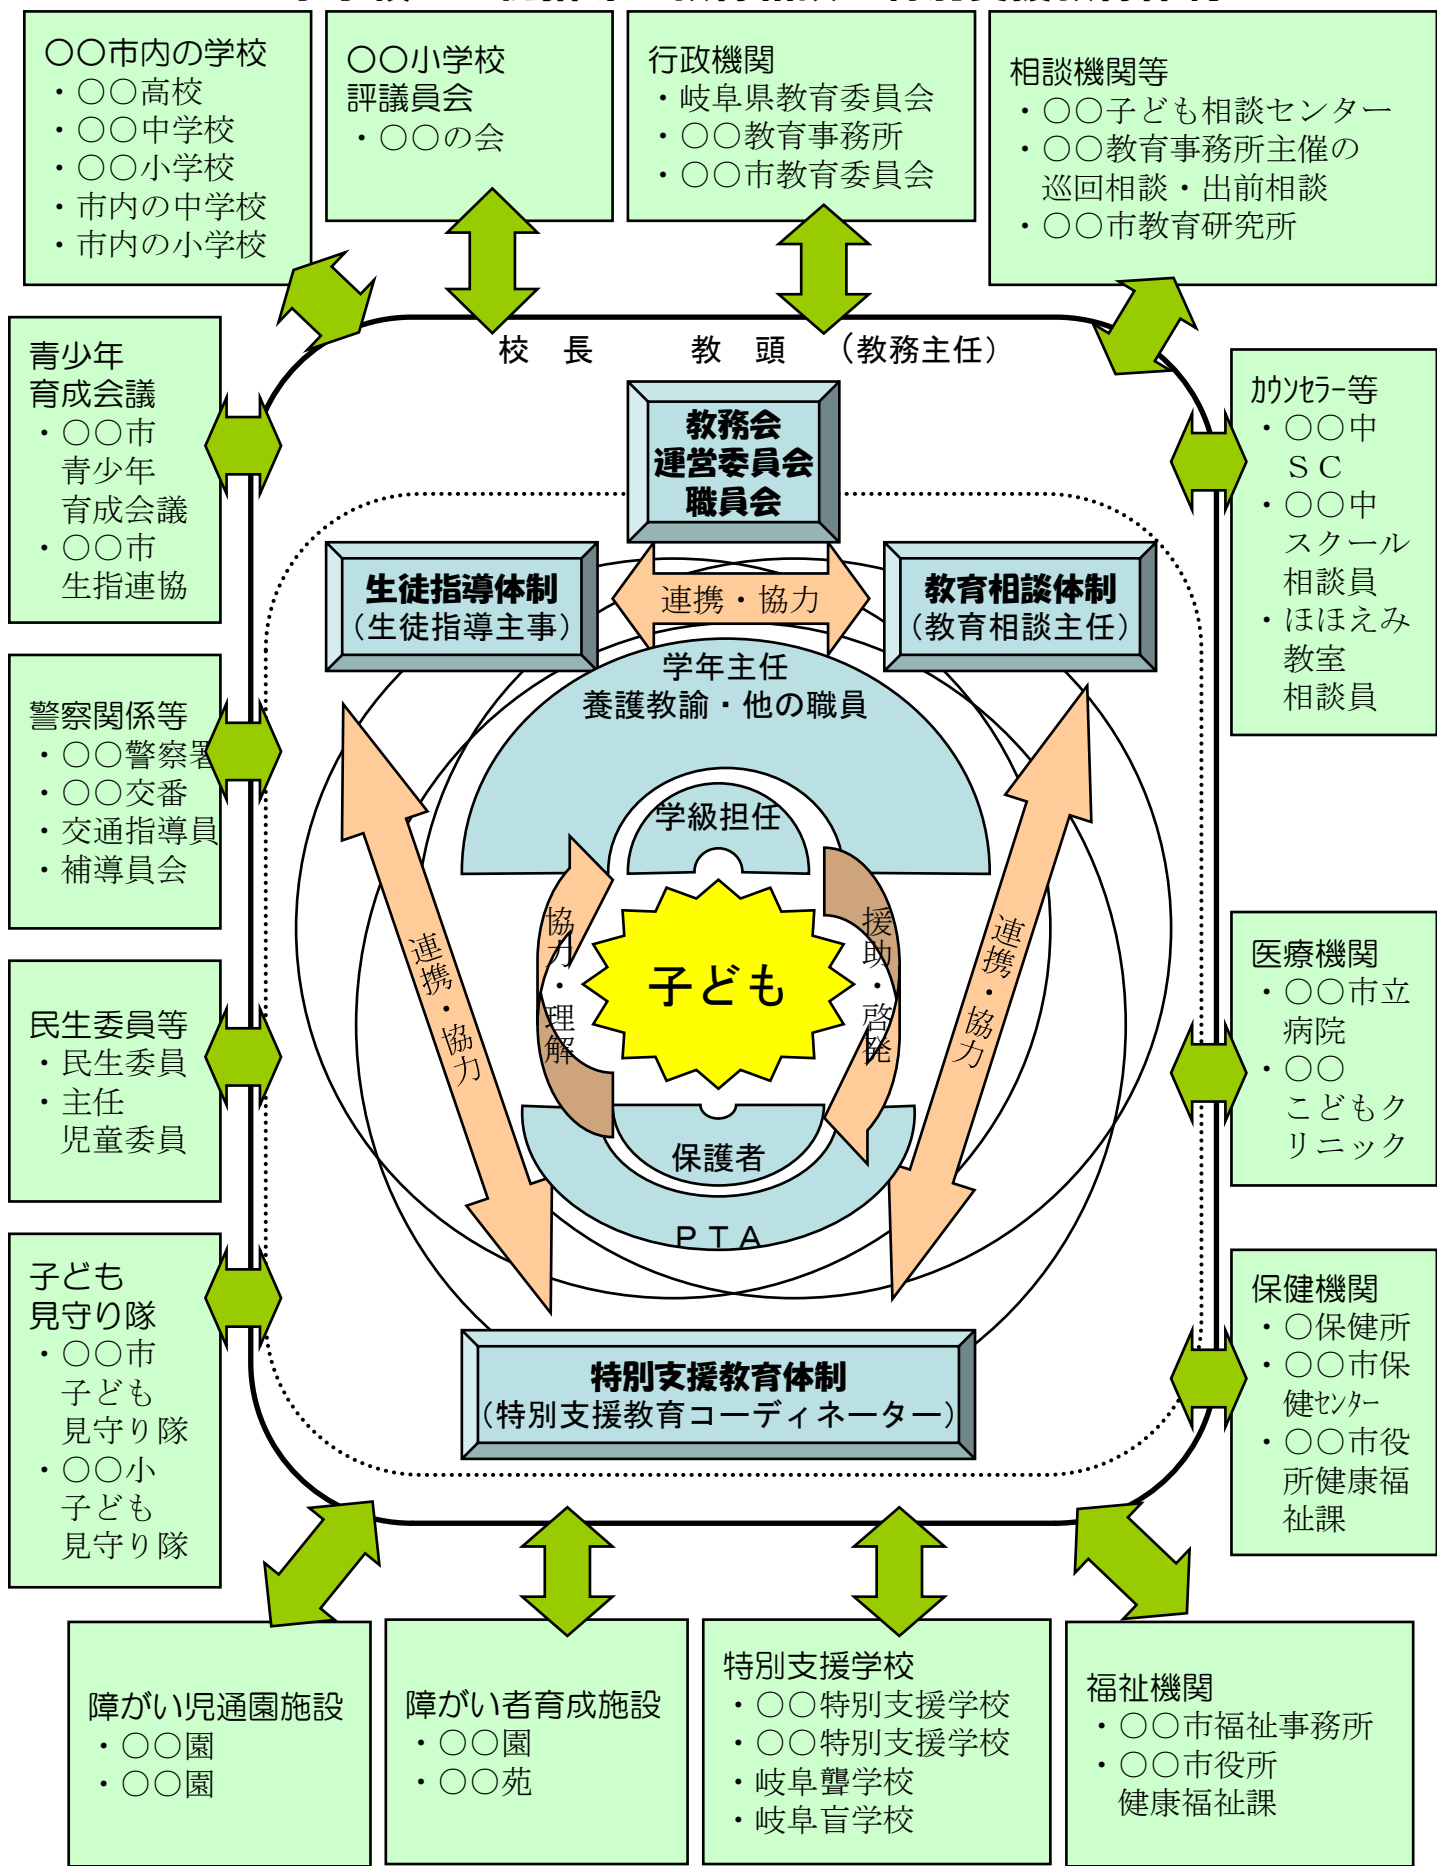 〇〇市内の学校
・〇〇高校
・〇〇中学校
・〇〇小学校
・市内の中学校
・市内の小学校
〇〇小学校
評議員会
・〇〇の会
行政機関
・岐阜県教育委員会
・〇〇教育事務所
・〇〇市教育委員会
相談機関等
・〇〇子ども相談センター
・〇〇教育事務所主催の
巡回相談・出前相談
・〇〇市教育研究所
校 長 教 頭 (教務主任)
教務会
運営委員会
職員会
生徒指導体制
(生徒指導主事)
連携・協力
教育相談体制
(教育相談主任)
学年主任
養護教諭・他の職員
学級担任
協力・理解
子ども
援助・啓発
連携・協力
連携・協力
保護者
PTA
特別支援教育体制
(特別支援教育コーディネーター)
青少年
育成会議
・〇〇市
青少年
育成会議
・〇〇市
生指連協
警察関係等
・〇〇警察署
・〇〇交番
・交通指導員
・補導員会
民生委員等
・民生委員
・主任
児童委員
子ども
見守り隊
・〇〇市
子ども
見守り隊
・〇〇小
子ども
見守り隊
カウンセラー等
・〇〇中
SC
・〇〇中
スクール
相談員
・ほほえみ
教室
相談員
医療機関
・〇〇市立
病院
・〇〇
こどもク
リニック
保健機関
・〇保健所
・〇〇市保
健センター
・〇〇市役
所健康福
祉課
障がい児通園施設
・〇〇園
・〇〇園
障がい者育成施設
・〇〇園
・〇〇苑
特別支援学校
・〇〇特別支援学校
・〇〇特別支援学校
・岐阜聾学校
・岐阜盲学校
福祉機関
・〇〇市福祉事務所
・〇〇市役所
健康福祉課